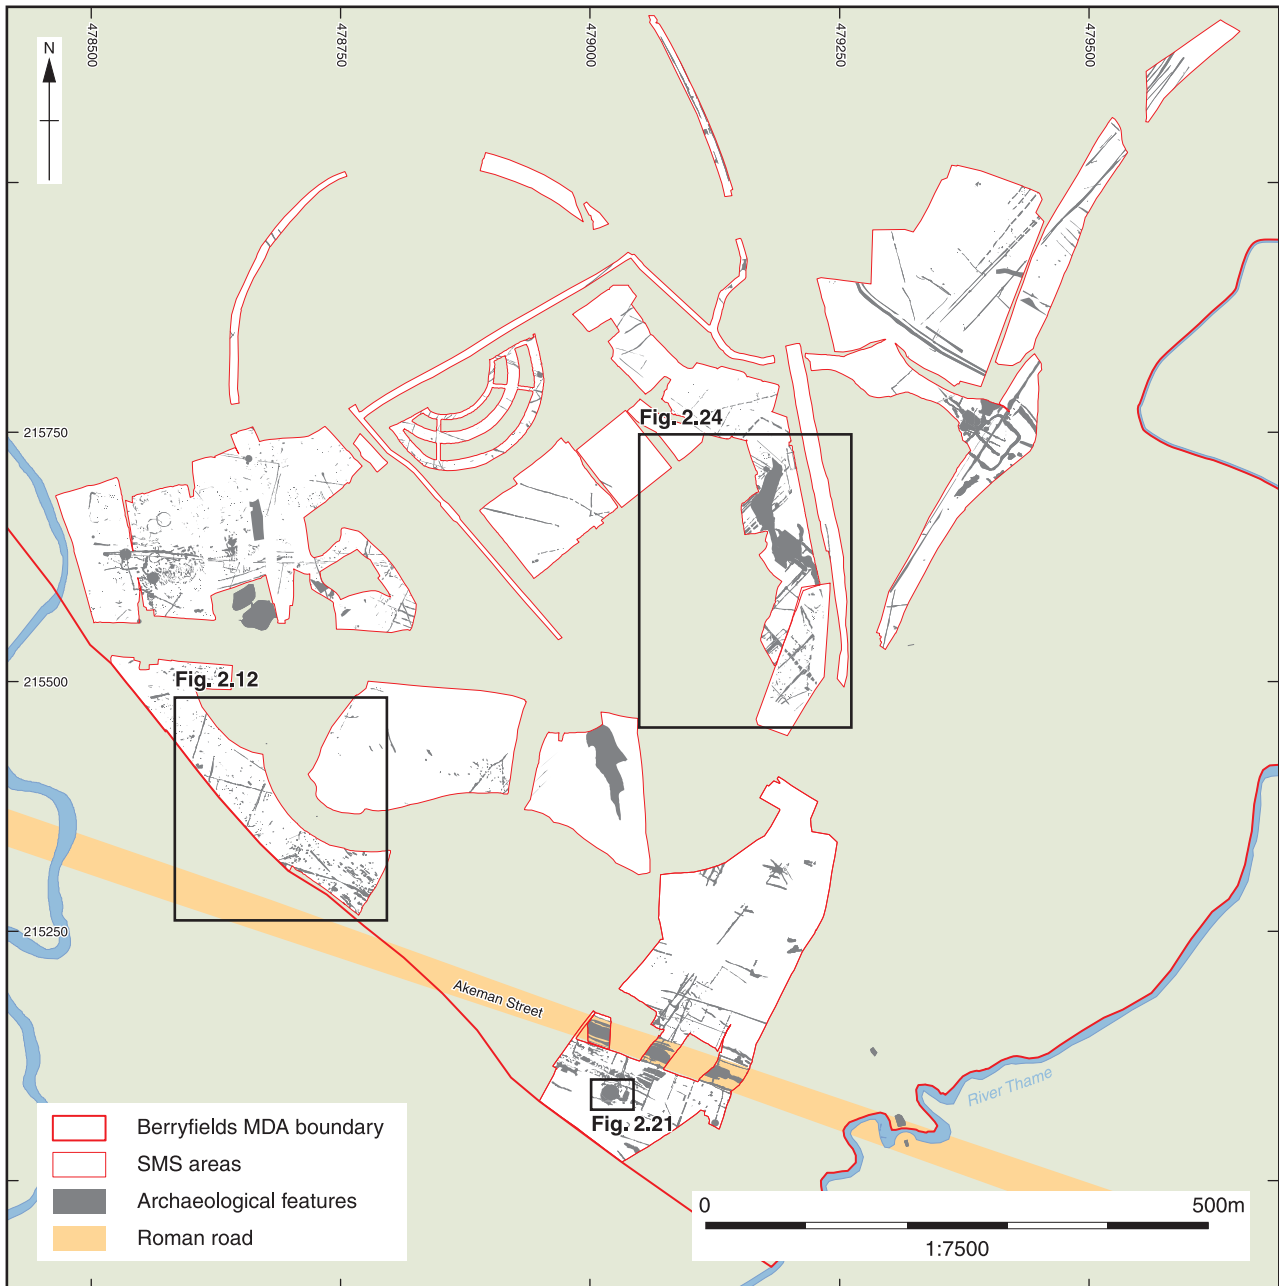 478500
478750
479000
479250
479500
N
Fig. 2.24
215750
215500
Fig. 2.12
215250
Akeman Street
River Thame
Fig. 2.21
Berryfields MDA boundary
SMS areas
Archaeological features
Roman road
0 500m
1:7500